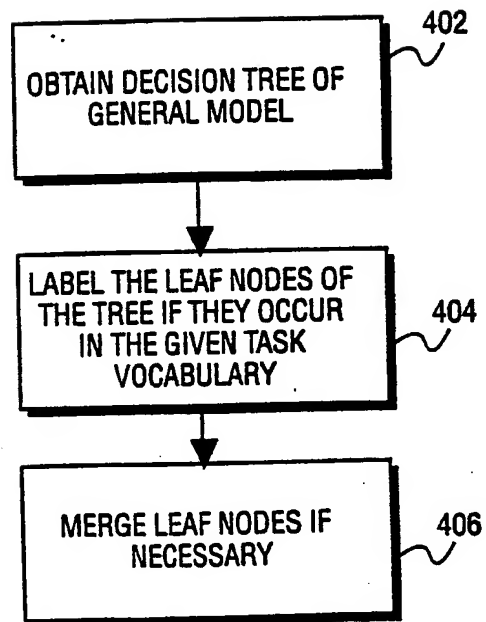 402
OBTAIN DECISION TREE OF
GENERAL MODEL
LABEL THE LEAF NODES OF
THE TREE IF THEY OCCUR
IN THE GIVEN TASK
VOCABULARY
404
MERGE LEAF NODES IF
NECESSARY
406